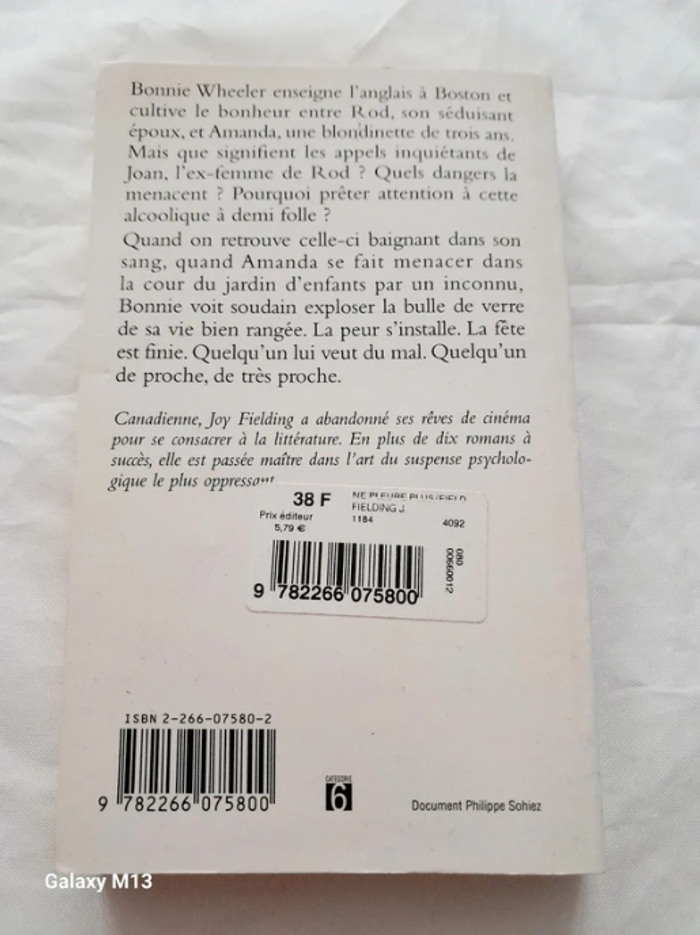 Bonnie Wheeler enseigne l'anglais à Boston et
cultive le bonheur entre Rod, son séduisant
époux, et Amanda, une blondinette de trois ans.
Mais que signifient les appels inquiétants de
Joan, l'ex-femme de Rod ? Quels dangers la
menacent ? Pourquoi prêter attention à cette
alcoolique à demi folle ?
Quand on retrouve celle-ci baignant dans son
sang, quand Amanda se fait menacer dans
la cour du jardin d'enfants par un inconnu,
Bonnie voit soudain exploser la bulle de verre
de sa vie bien rangée. La peur s'installe. La fête
est finie. Quelqu'un lui veut du mal. Quelqu'un
de proche, de très proche.
Canadienne, Joy Fielding a abandonné ses rêves de cinéma
pour se consacrer à la littérature. En plus de dix romans à
succès, elle est passée maître dans l'art du suspense psycholo-
gique le plus oppressant
38 F
Prix éditeur
5,79 €
NE PLEURE PLUS/FIELD
FIELDING J.
1184 4092
080
00660012
9 782266 075800
ISBN 2-266-07580-2
9 782266 075800
CATÉGORIE
6
Document Philippe Sohiez
Galaxy M13